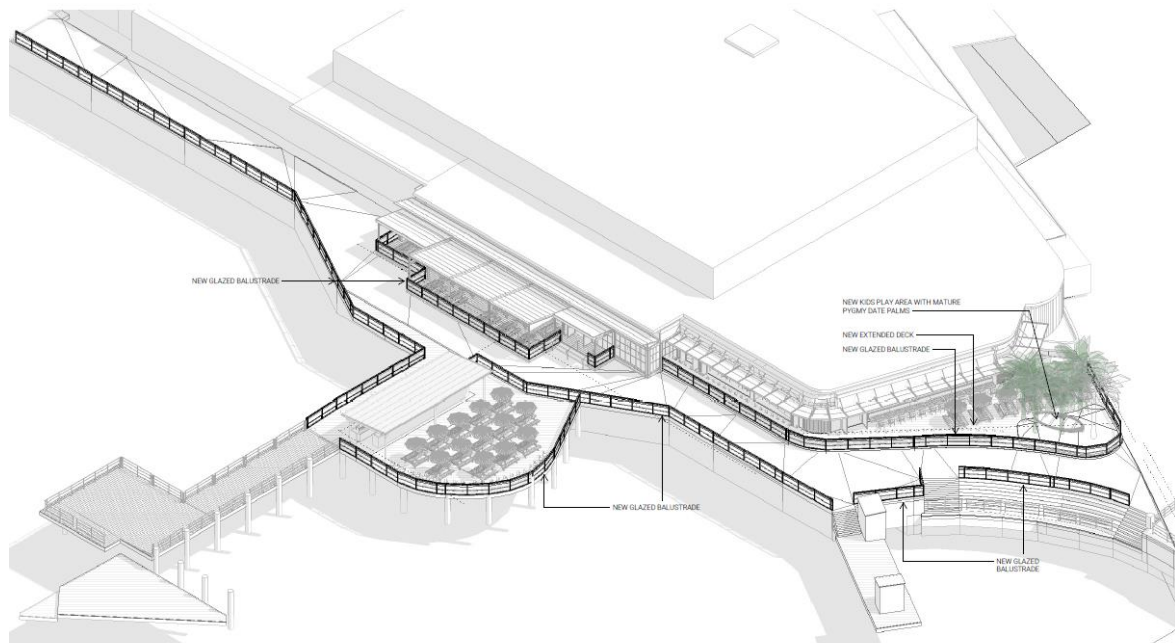 NEW GLAZED BALUSTRADE
NEW KIDS PLAY AREA WITH MATURE
PYGMY DATE PALMS
NEW EXTENDED DECK
NEW GLAZED BALUSTRADE
NEW GLAZED BALUSTRADE
NEW GLAZED
BALUSTRADE